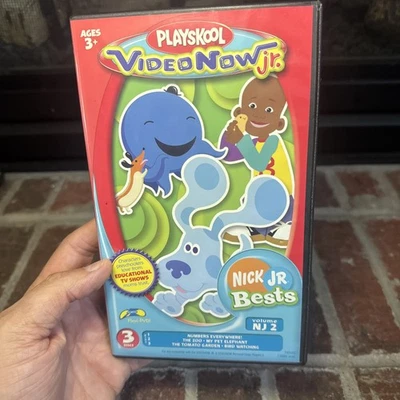 AGES
3+
PLAYSKOOL
VIDEONOW jr.
EDUCATIONAL
TV SHOWS
NICK JR
Bests
volume
NJ 2
3
NUMBERS EVERYWHERE!
THE ZOO • MY PET ELEPHANT
THE TOMATO GARDEN • BIRD WATCHING